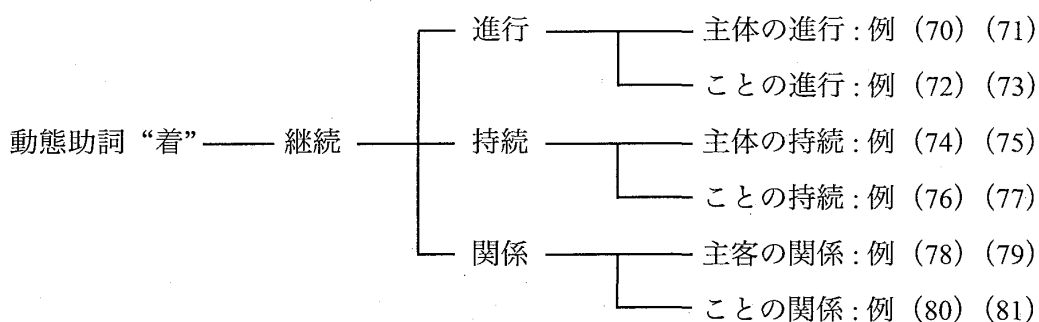 進行 主体の進行 : 例 (70) (71)
ことの進行 : 例 (72) (73)
動態助詞 “着” 継続 持続 主体の持続 : 例 (74) (75)
ことの持続 : 例 (76) (77)
関係 主客の関係 : 例 (78) (79)
ことの関係 : 例 (80) (81)